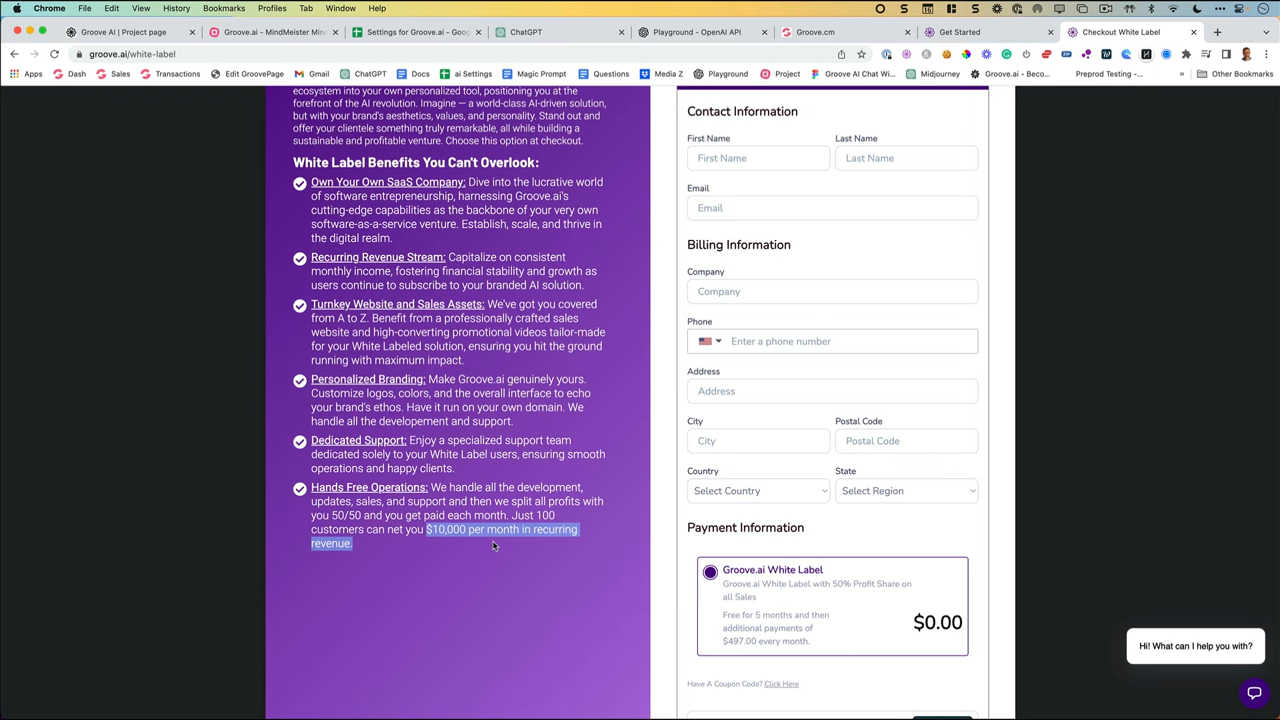 Chrome File Edit View History Bookmarks Profiles Tab Window Help
Groove AI | Project page
Groove.ai - MindMeister Min
Settings for Groove.ai - Goog
ChatGPT
Playground - OpenAI API
Groove.cm
Get Started
Checkout White Label
groove.ai/white-label
Apps Dash Sales Transactions Edit GroovePage Gmail ChatGPT Docs ai Settings Magic Prompt Questions Media Z Playground Project Groove AI Chat Wi... Midjourney Groove.ai - Beco... Preprod Testing -... » Other Bookmarks
ecosystem into your own personalized tool, positioning you at the
forefront of the AI revolution. Imagine — a world-class AI-driven solution,
but with your brand's aesthetics, values, and personality. Stand out and
offer your clientele something truly remarkable, all while building a
sustainable and profitable venture. Choose this option at checkout.
White Label Benefits You Can't Overlook:
Own Your Own SaaS Company: Dive into the lucrative world
of software entrepreneurship, harnessing Groove.ai's
cutting-edge capabilities as the backbone of your very own
software-as-a-service venture. Establish, scale, and thrive in
the digital realm.
Recurring Revenue Stream: Capitalize on consistent
monthly income, fostering financial stability and growth as
users continue to subscribe to your branded AI solution.
Turnkey Website and Sales Assets: We've got you covered
from A to Z. Benefit from a professionally crafted sales
website and high-converting promotional videos tailor-made
for your White Labeled solution, ensuring you hit the ground
running with maximum impact.
Personalized Branding: Make Groove.ai genuinely yours.
Customize logos, colors, and the overall interface to echo
your brand's ethos. Have it run on your own domain. We
handle all the developement and support.
Dedicated Support: Enjoy a specialized support team
dedicated solely to your White Label users, ensuring smooth
operations and happy clients.
Hands Free Operations: We handle all the development,
updates, sales, and support and then we split all profits with
you 50/50 and you get paid each month. Just 100
customers can net you $10,000 per month in recurring
revenue.
Contact Information
First Name Last Name
First Name Last Name
Email
Email
Billing Information
Company
Company
Phone
Enter a phone number
Address
Address
City Postal Code
City Postal Code
Country State
Select Country Select Region
Payment Information
Groove.ai White Label
Groove.ai White Label with 50% Profit Share on
all Sales
Free for 5 months and then
additional payments of
$497.00 every month.
$0.00
Have A Coupon Code? Click Here
Hi! What can I help you with?